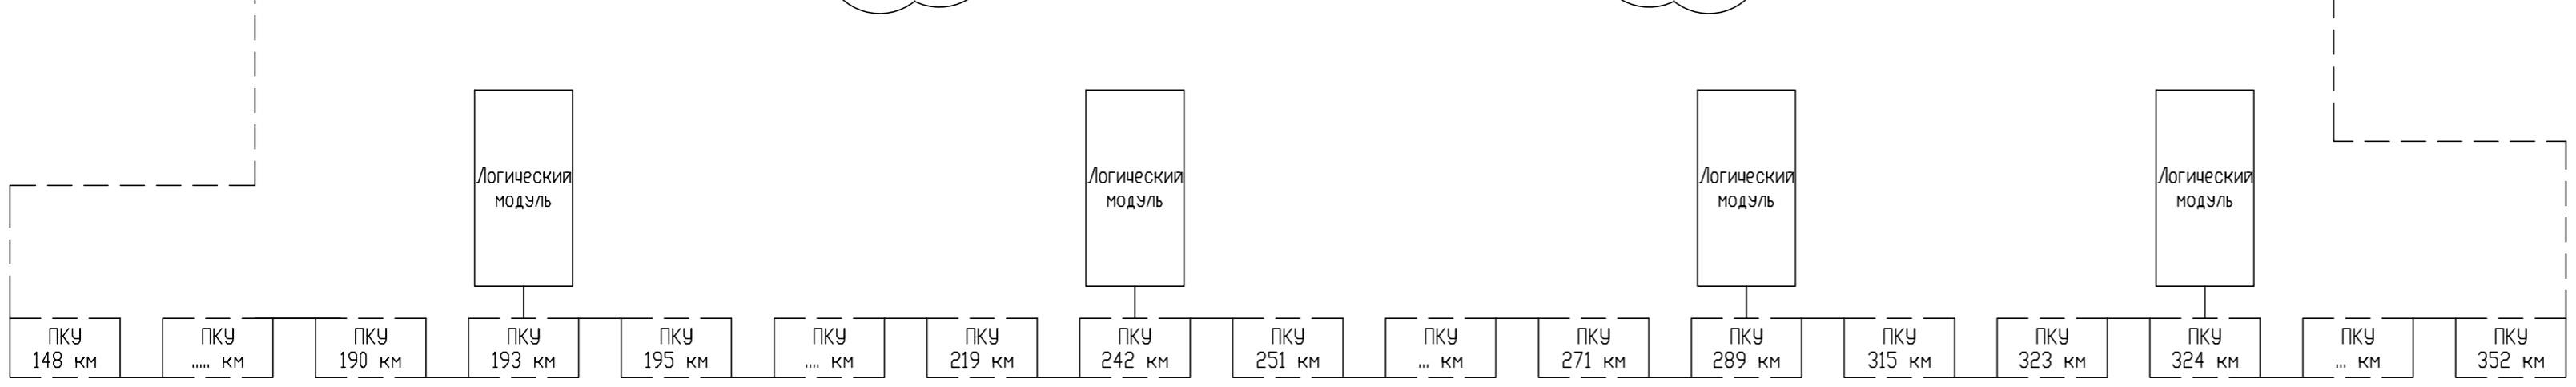 Логический
модуль
Логический
модуль
Логический
модуль
Логический
модуль
ПКУ
148 км
ПКУ
..... км
ПКУ
190 км
ПКУ
193 км
ПКУ
195 км
ПКУ
.... км
ПКУ
219 км
ПКУ
242 км
ПКУ
251 км
ПКУ
... км
ПКУ
271 км
ПКУ
289 км
ПКУ
315 км
ПКУ
323 км
ПКУ
324 км
ПКУ
... км
ПКУ
352 км